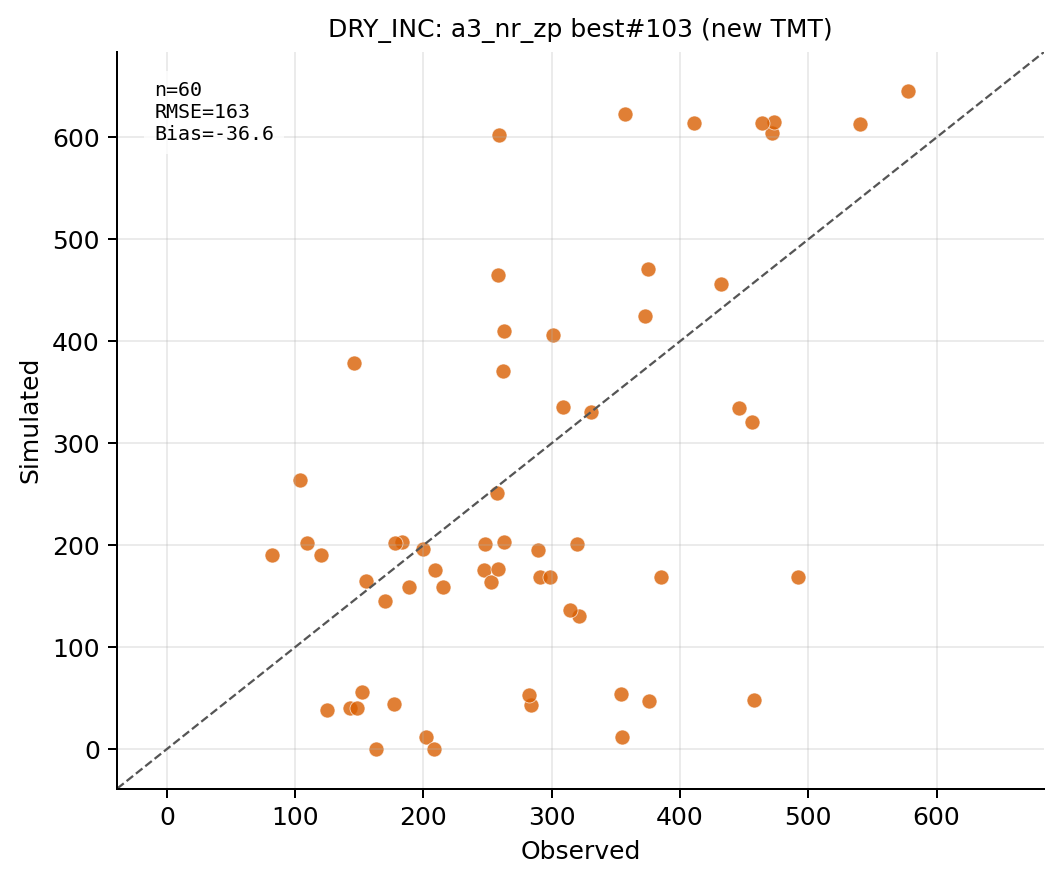 DRY_INC: a3_nr_zp best#103 (new TMT)
n=60
RMSE=163
Bias=-36.6
600
500
400
300
200
100
0
Simulated
0 100 200 300 400 500 600
Observed